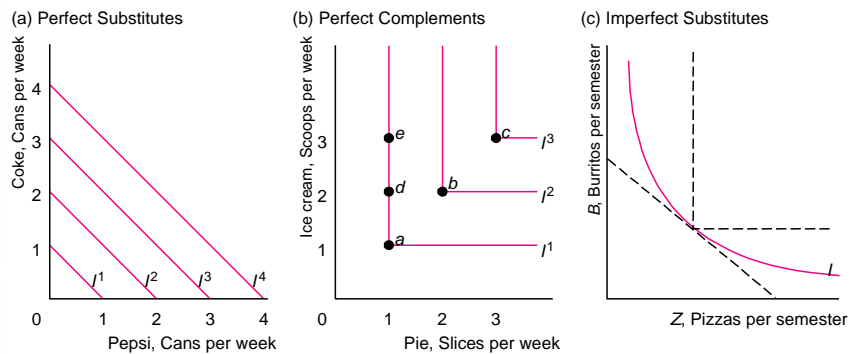 (a) Perfect Substitutes
Coke, Cans per week
4
3
2
1
0
I1
I2
I3
I4
1
2
3
4
Pepsi, Cans per week
(b) Perfect Complements
Ice cream, Scoops per week
3
2
1
0
e
d
a
b
c
I3
I2
I1
1
2
3
Pie, Slices per week
(c) Imperfect Substitutes
B, Burritos per semester
I
0
Z, Pizzas per semester